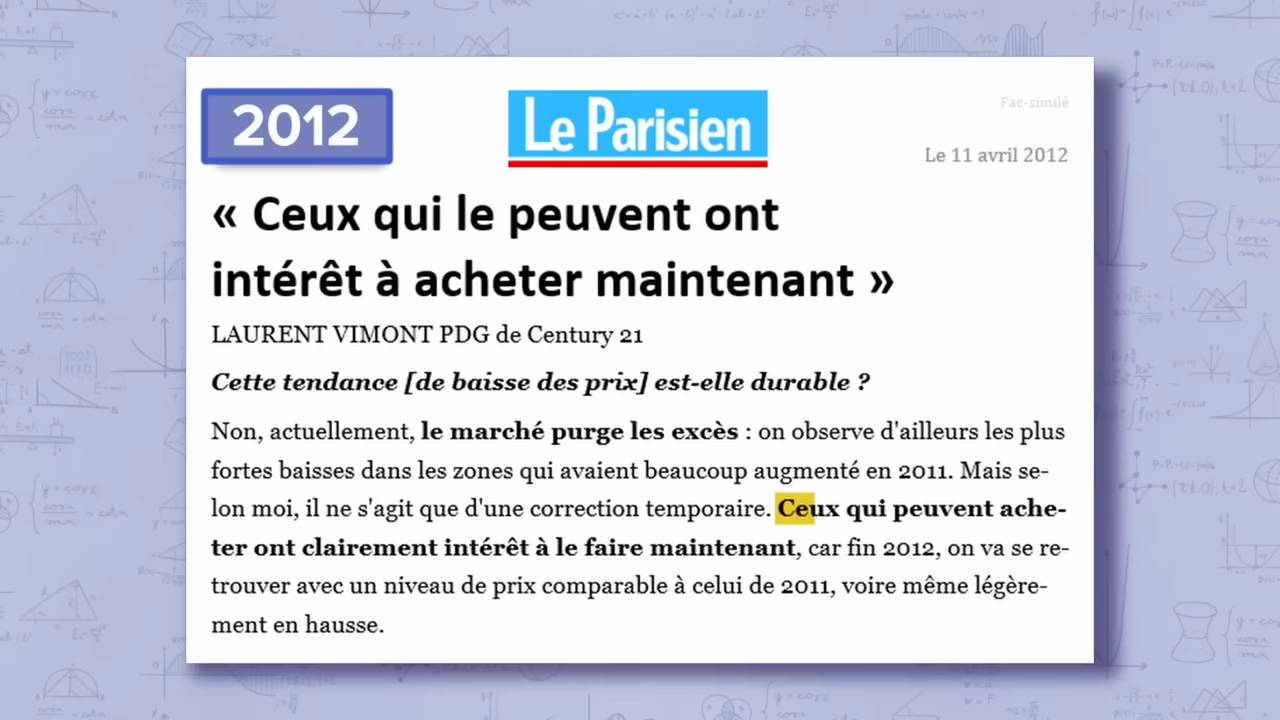 2012
Le Parisien
Fac-similé
Le 11 avril 2012
« Ceux qui le peuvent ont
intérêt à acheter maintenant »
LAURENT VIMONT PDG de Century 21
Cette tendance [de baisse des prix] est-elle durable ?
Non, actuellement, le marché purge les excès : on observe d'ailleurs les plus
fortes baisses dans les zones qui avaient beaucoup augmenté en 2011. Mais se-
lon moi, il ne s'agit que d'une correction temporaire. Ceux qui peuvent ache-
ter ont clairement intérêt à le faire maintenant, car fin 2012, on va se re-
trouver avec un niveau de prix comparable à celui de 2011, voire même légère-
ment en hausse.